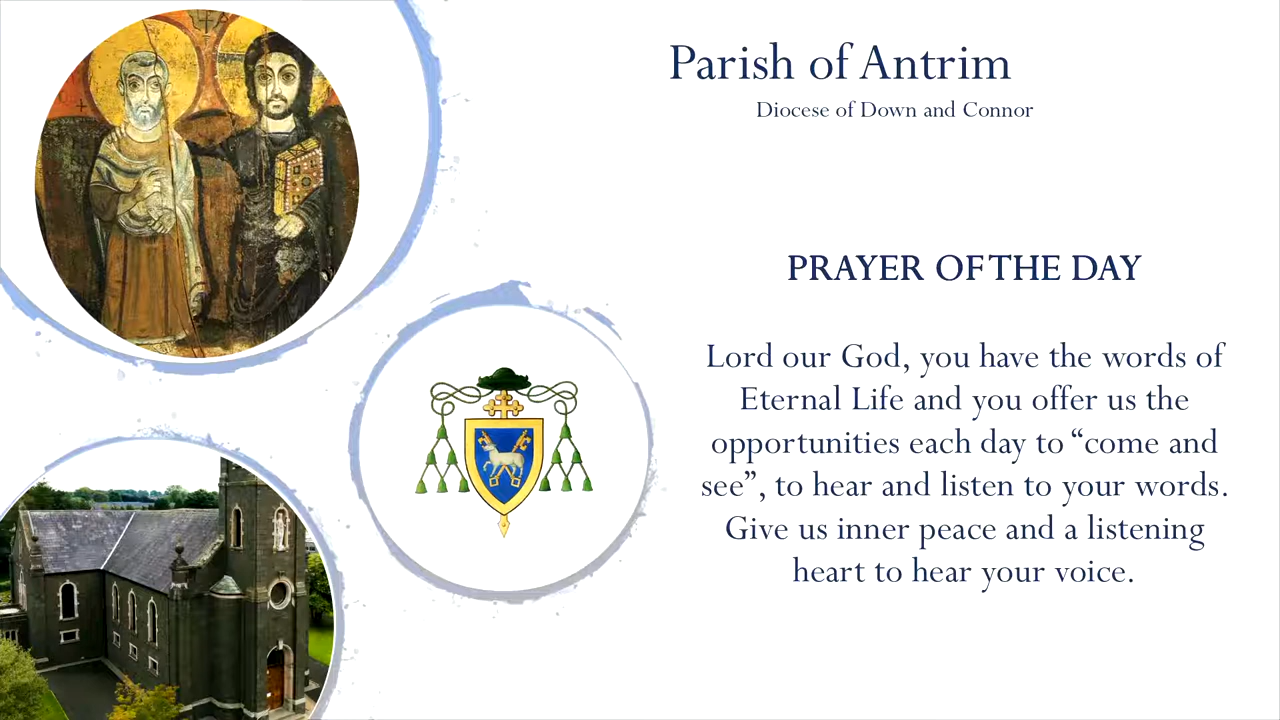 Parish of Antrim
Diocese of Down and Connor
PRAYER OF THE DAY
Lord our God, you have the words of
Eternal Life and you offer us the
opportunities each day to “come and
see”, to hear and listen to your words.
Give us inner peace and a listening
heart to hear your voice.